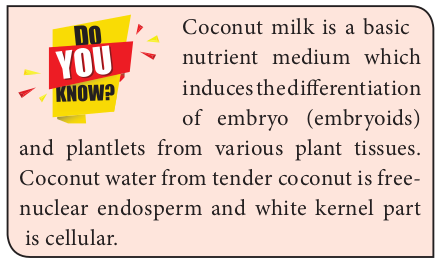 DO
YOU
KNOW?
Coconut milk is a basic
nutrient medium which
induces the differentiation
of embryo (embryoids)
and plantlets from various plant tissues.
Coconut water from tender coconut is free-
nuclear endosperm and white kernel part
is cellular.